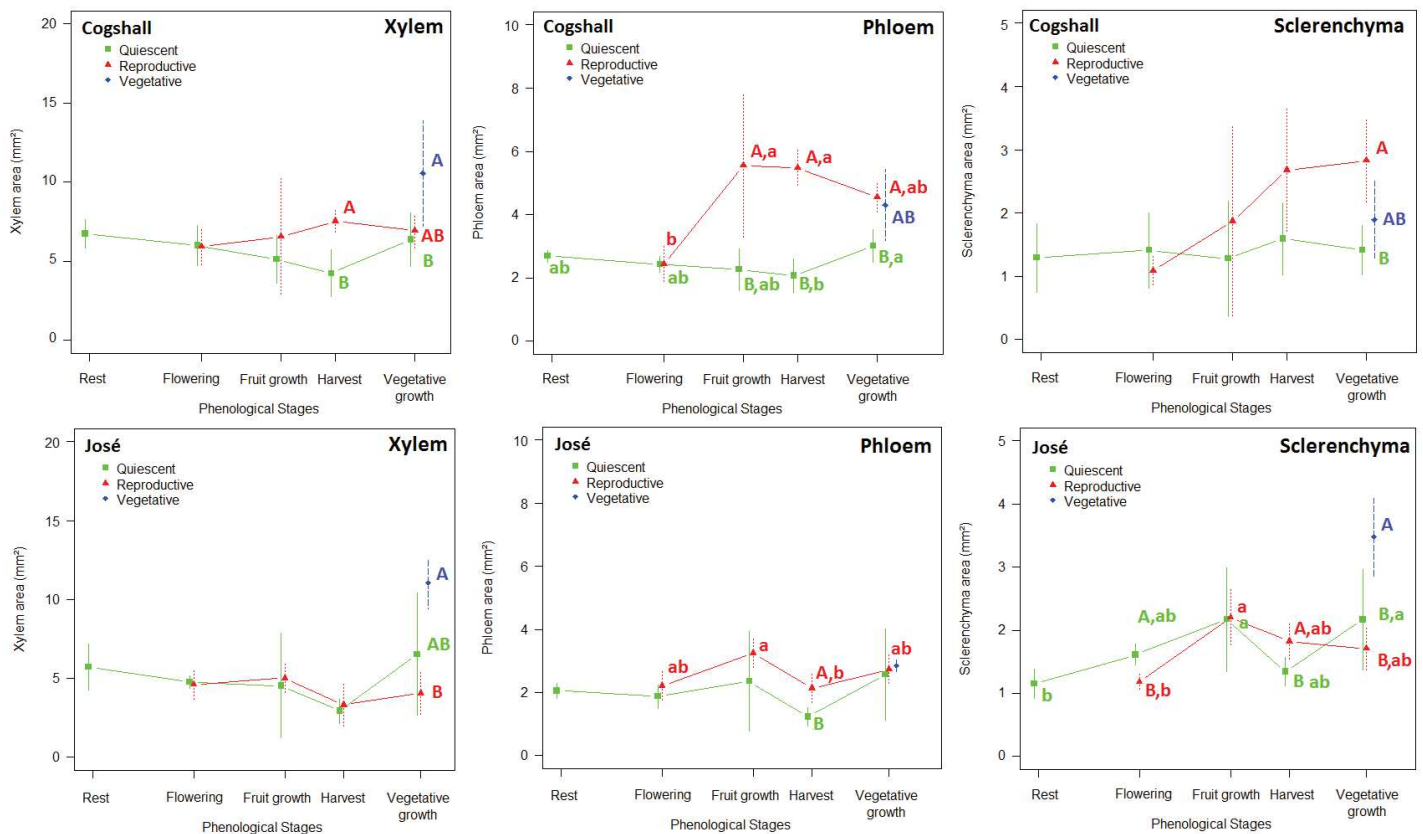 Cogshall
Xylem
Quiescent
Reproductive
Vegetative
20
15
10
5
0
Xylem area (mm²)
A
A
AB
B
B
Rest
Flowering
Fruit growth
Harvest
Vegetative
growth
Phenological Stages
Cogshall
Phloem
Quiescent
Reproductive
Vegetative
10
8
6
4
2
0
Phloem area (mm²)
A,a
A,a
A,ab
AB
b
ab
ab
B,ab
B,b
B,a
Rest
Flowering
Fruit growth
Harvest
Vegetative
growth
Phenological Stages
Cogshall
Sclerenchyma
Quiescent
Reproductive
Vegetative
5
4
3
2
1
0
Sclerenchyma area (mm²)
A
AB
B
Rest
Flowering
Fruit growth
Harvest
Vegetative
growth
Phenological Stages
José
Xylem
Quiescent
Reproductive
Vegetative
20
15
10
5
0
Xylem area (mm²)
A
AB
B
Rest
Flowering
Fruit growth
Harvest
Vegetative
growth
Phenological Stages
José
Phloem
Quiescent
Reproductive
Vegetative
10
8
6
4
2
0
Phloem area (mm²)
ab
a
A,b
ab
B
Rest
Flowering
Fruit growth
Harvest
Vegetative
growth
Phenological Stages
José
Sclerenchyma
Quiescent
Reproductive
Vegetative
5
4
3
2
1
0
Sclerenchyma area (mm²)
A
A,ab
a
a
A,ab
B,a
B,ab
b
B,b
B ab
Rest
Flowering
Fruit growth
Harvest
Vegetative
growth
Phenological Stages